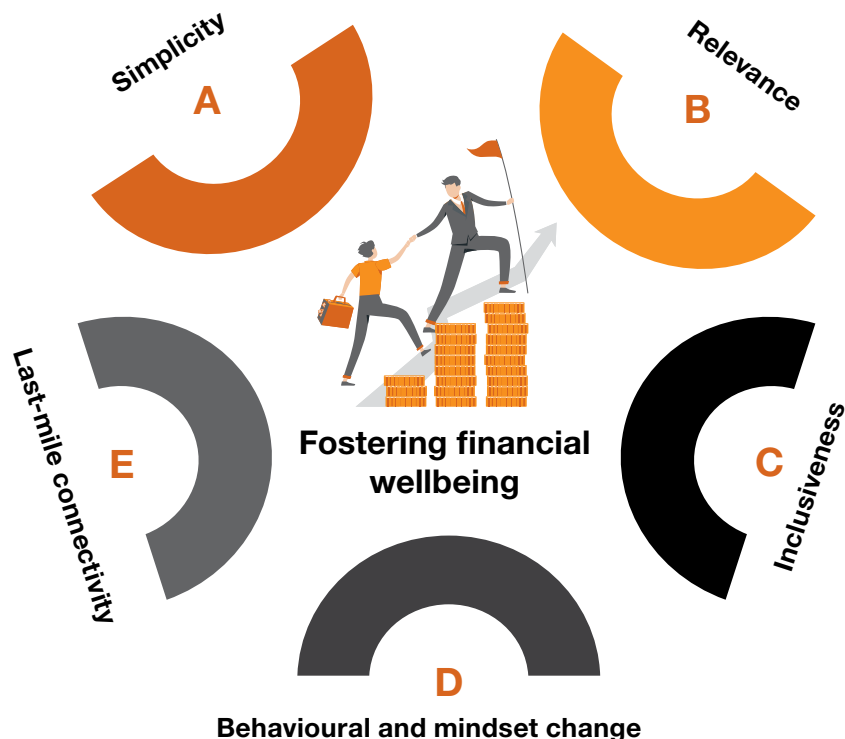 Simplicity
A
Relevance
B
Inclusiveness
C
Behavioural and mindset change
D
Last-mile connectivity
E
Fostering financial
wellbeing